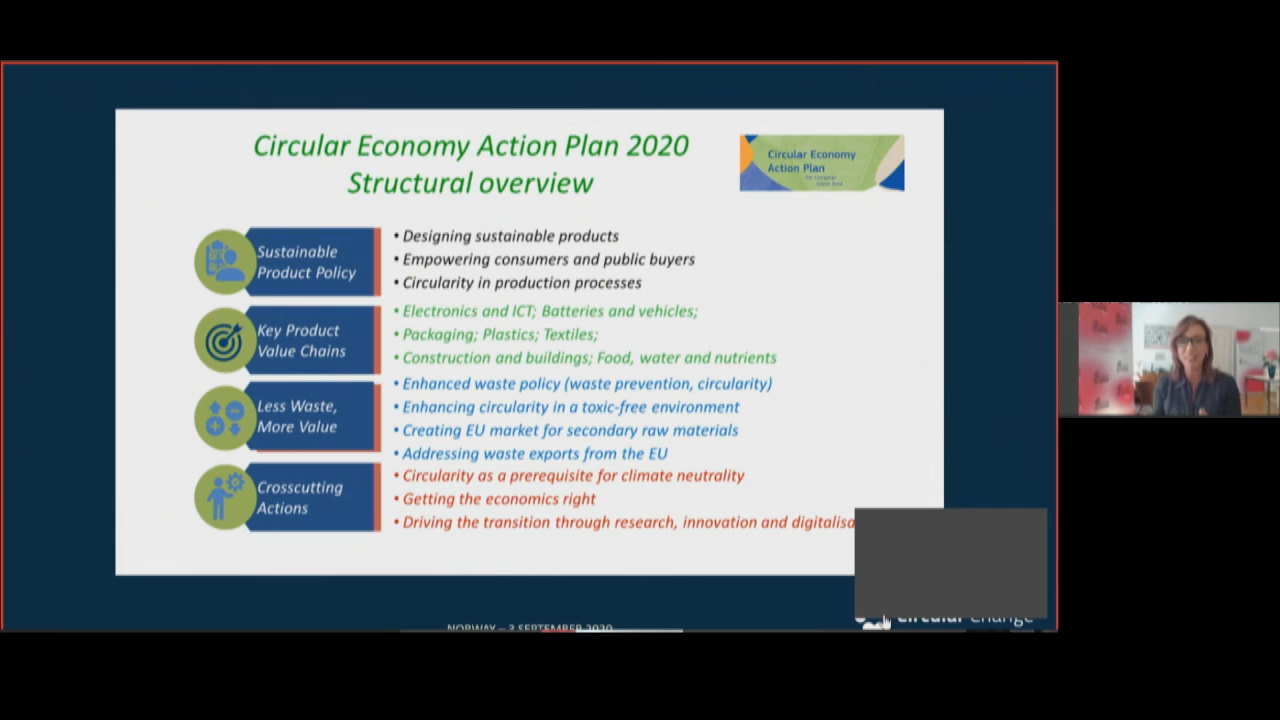 Circular Economy Action Plan 2020
Structural overview
Circular Economy
Action Plan
Sustainable
Product Policy
• Designing sustainable products
• Empowering consumers and public buyers
• Circularity in production processes
Key Product
Value Chains
• Electronics and ICT; Batteries and vehicles;
• Packaging; Plastics; Textiles;
• Construction and buildings; Food, water and nutrients
Less Waste,
More Value
• Enhanced waste policy (waste prevention, circularity)
• Enhancing circularity in a toxic-free environment
• Creating EU market for secondary raw materials
• Addressing waste exports from the EU
Crosscutting
Actions
• Circularity as a prerequisite for climate neutrality
• Getting the economics right
• Driving the transition through research, innovation and digitalisa
NORWAY – 3 SEPTEMBER 2020
Circular Change